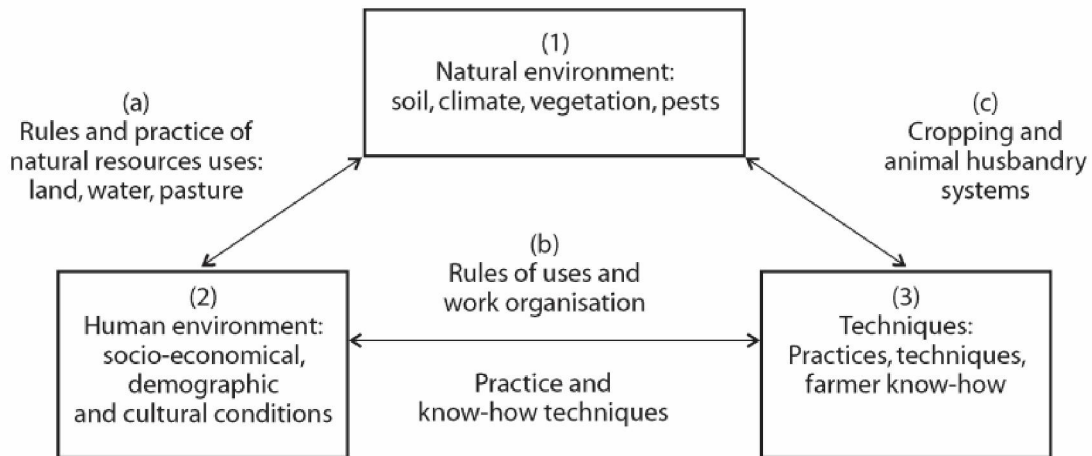 (1)
Natural environment:
soil, climate, vegetation, pests
(a)
Rules and practice of
natural resources uses:
land, water, pasture
(c)
Cropping and
animal husbandry
systems
(b)
Rules of uses and
work organisation
(2)
Human environment:
socio-economical,
demographic
and cultural conditions
(3)
Techniques:
Practices, techniques,
farmer know-how
Practice and
know-how techniques